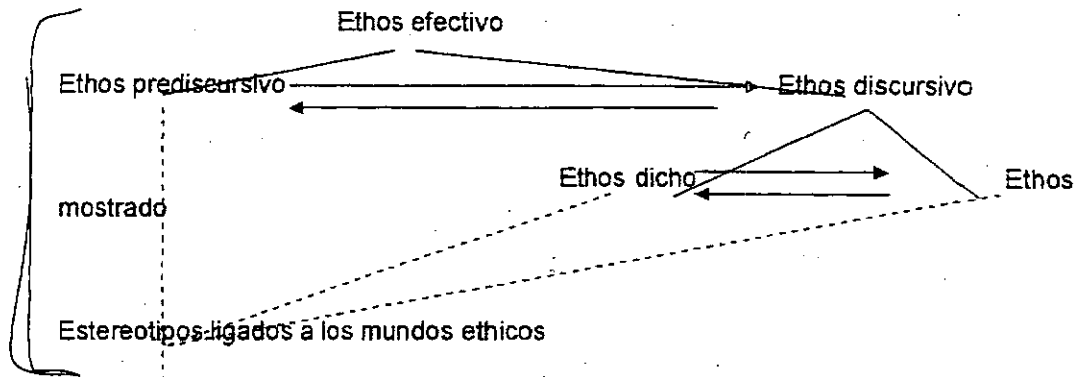 Ethos efectivo
Ethos prediscursivo Ethos discursivo
Ethos dicho Ethos
mostrado
Estereotipos ligados a los mundos ethicos